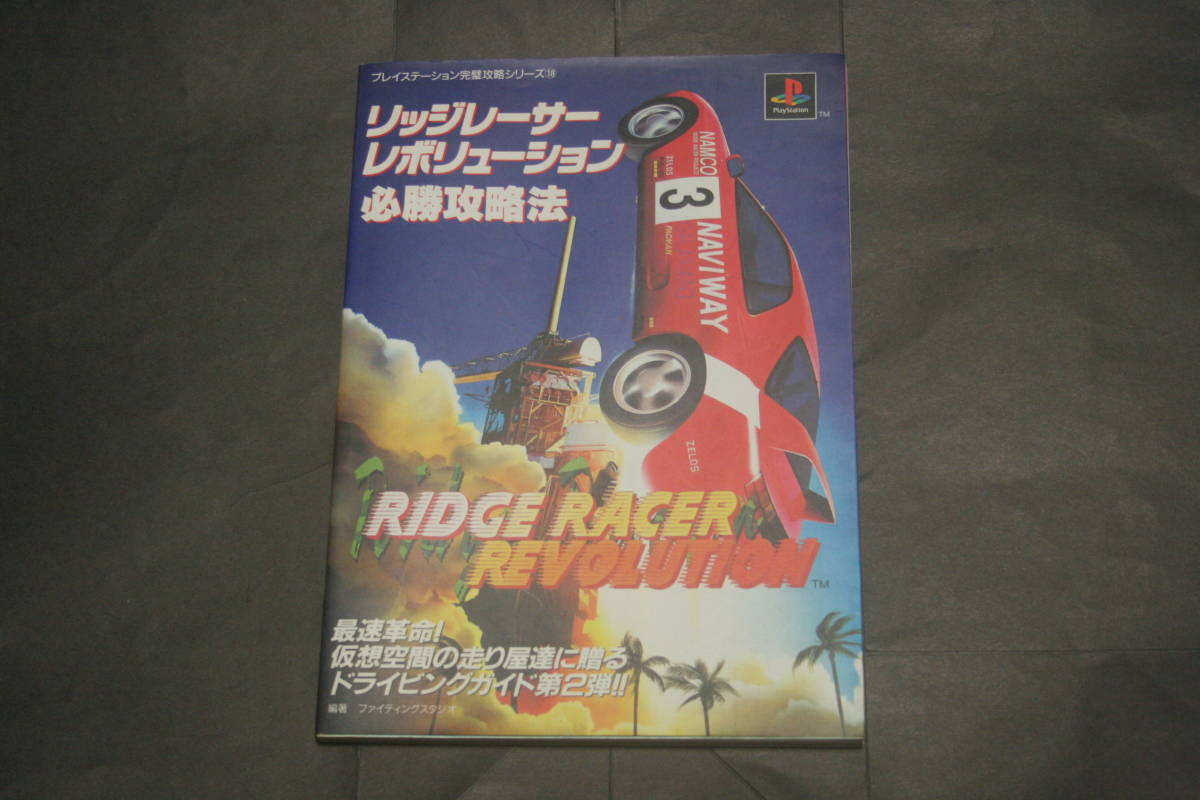 プレイステーション完璧攻略シリーズ⑱
リッジレーサー
レボリューション
必勝攻略法
PlayStation
TM
NAMCO
ZELOS
3
NAVIWAY
ZELOS
RIDGE RACER
REVOLUTION
TM
最速革命!
仮想空間の走り屋達に贈る
ドライビングガイド第2弾!!
編著 ファイティングスタジオ